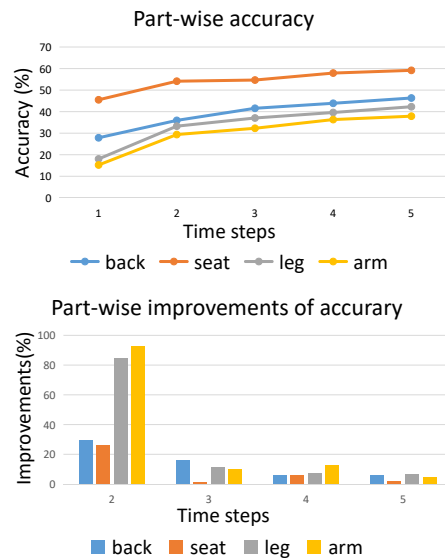 Part-wise accuracy
Accuracy (%)
70
60
50
40
30
20
10
0
1 2 3 4 5
Time steps
back seat leg arm
Part-wise improvements of accurary
Improvements(%)
100
80
60
40
20
0
2 3 4 5
Time steps
back seat leg arm